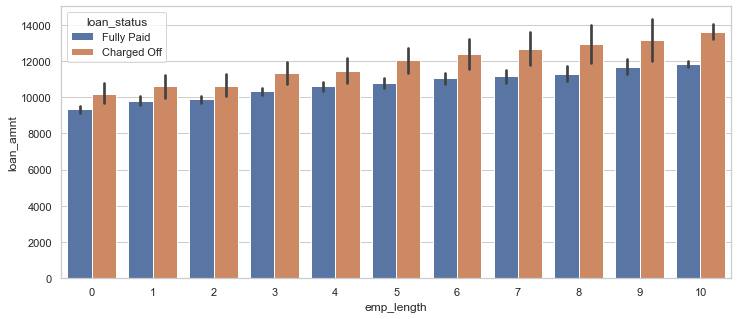 loan_status
Fully Paid
Charged Off
14000
12000
10000
8000
6000
4000
2000
0
loan_amnt
0 1 2 3 4 5 6 7 8 9 10
emp_length